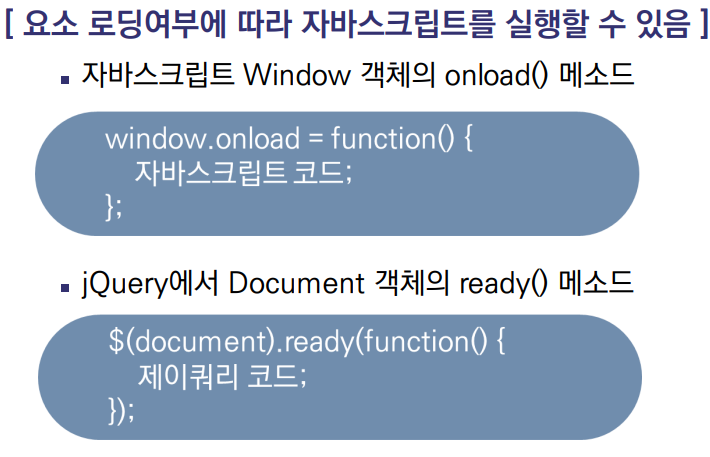 [ 요소 로딩여부에 따라 자바스크립트를 실행할 수 있음 ]
▪ 자바스크립트 Window 객체의 onload() 메소드
window.onload = function() {
자바스크립트 코드;
};
▪ jQuery에서 Document 객체의 ready() 메소드
$(document).ready(function() {
제이쿼리 코드;
});